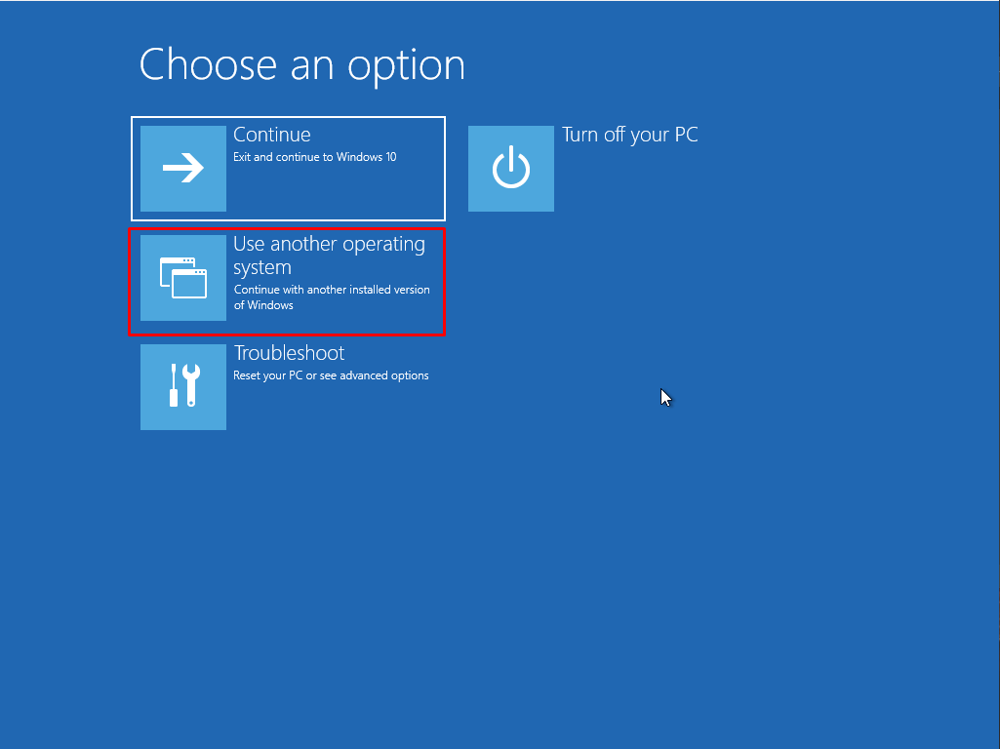 Choose an option
Continue
Exit and continue to Windows 10
Turn off your PC
Use another operating
system
Continue with another installed version
of Windows
Troubleshoot
Reset your PC or see advanced options